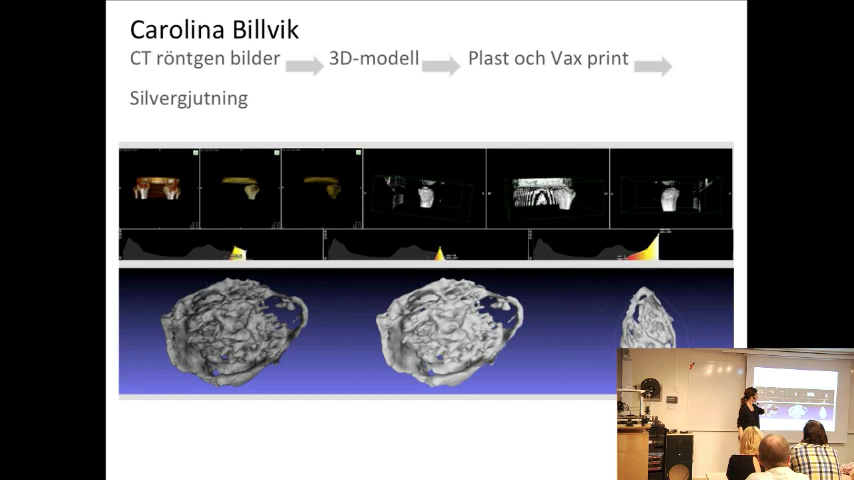 Carolina Billvik
CT röntgen bilder 3D-modell Plast och Vax print
Silvergjutning